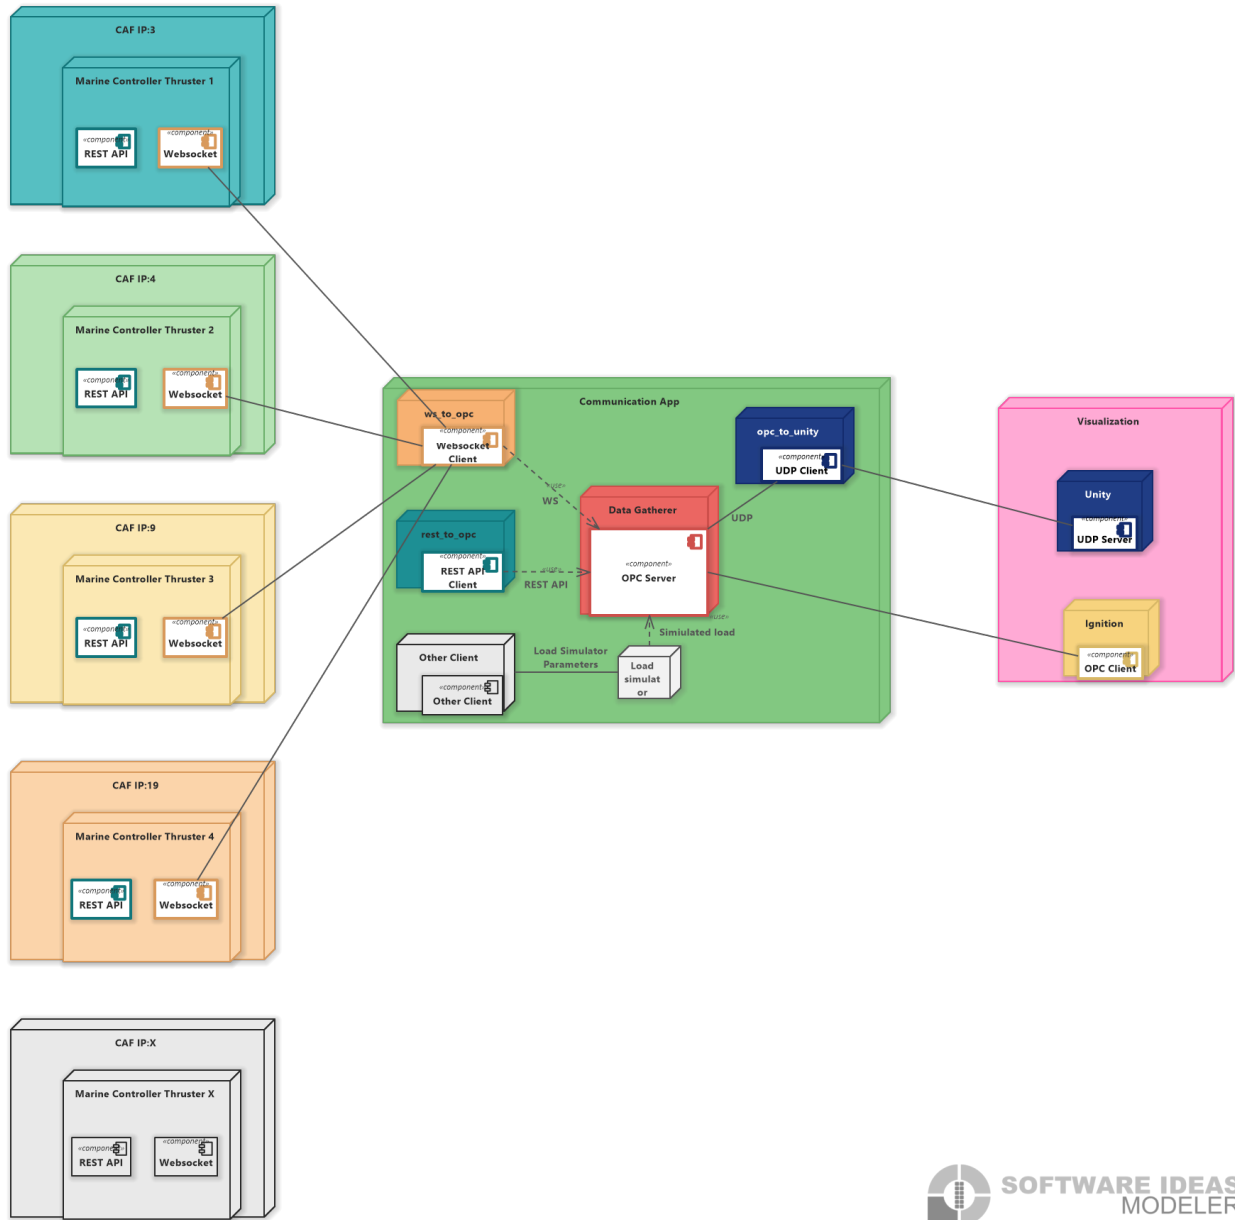 CAF IP:3
Marine Controller Thruster 1
«component»
REST API
«component»
Websocket
CAF IP:4
Marine Controller Thruster 2
«component»
REST API
«component»
Websocket
CAF IP:9
Marine Controller Thruster 3
«component»
REST API
«component»
Websocket
CAF IP:19
Marine Controller Thruster 4
«component»
REST API
«component»
Websocket
CAF IP:X
Marine Controller Thruster X
«component»
REST API
«component»
Websocket
Communication App
ws_to_opc
«component»
Websocket
Client
«use»
WS
rest_to_opc
«component»
REST API
Client
«use»
REST API
Other Client
«component»
Other Client
Load Simulator
Parameters
Load
simulat
or
«use»
Simiulated load
Data Gatherer
«component»
OPC Server
UDP
opc_to_unity
«component»
UDP Client
Visualization
Unity
«component»
UDP Server
Ignition
«component»
OPC Client
SOFTWARE IDEAS
MODELER